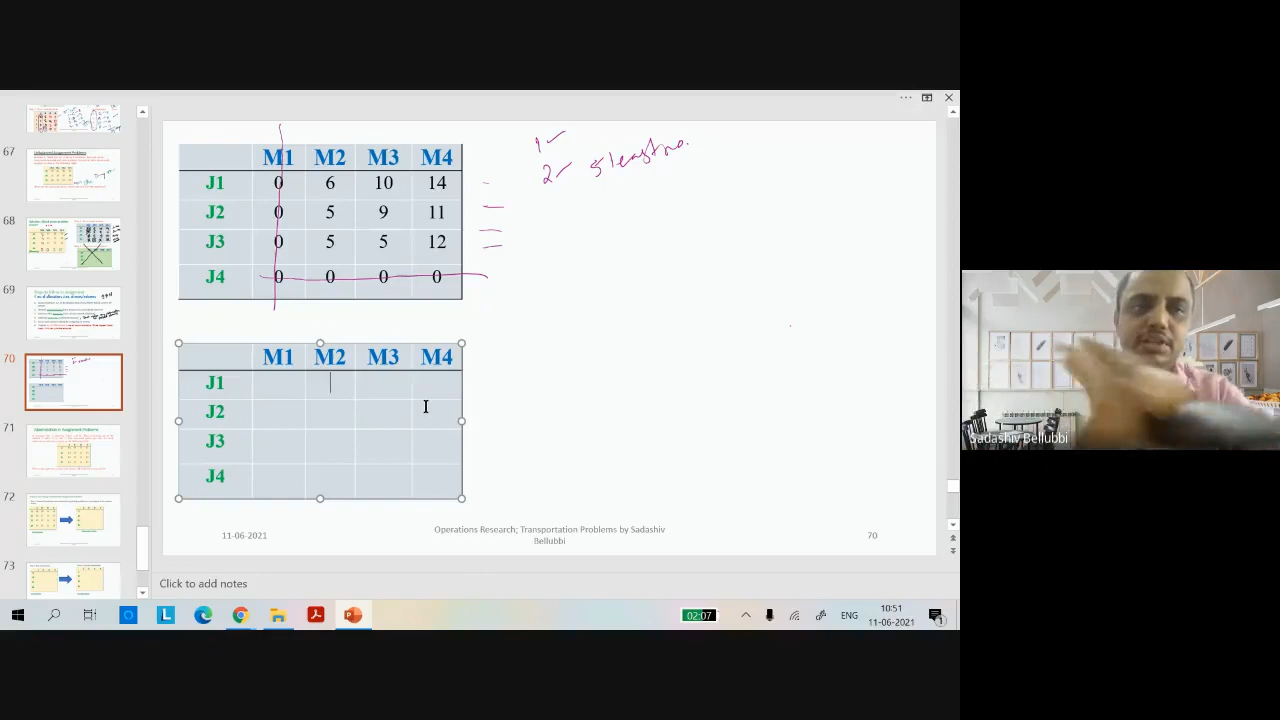 67
68
69
70
71
72
73
M1 M2 M3 M4
J1 0 6 10 14
J2 0 5 9 11
J3 0 5 5 12
J4 0 0 0 0
1 ✓
2 ✓ 5 least no.
M1 M2 M3 M4
J1
J2
J3
J4
11-06-2021
Operations Research; Transportation Problems by Sadashiv
Bellubbi
70
Click to add notes
02:07
ENG
10:51
11-06-2021
Sadashiv Bellubbi